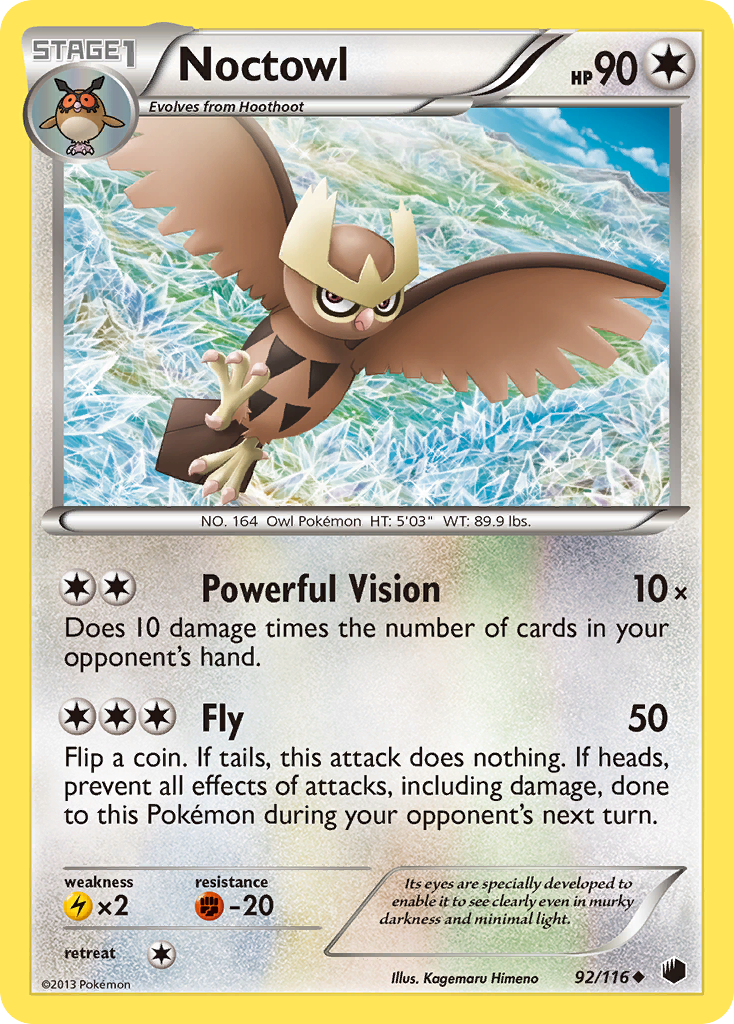 STAGE1
Noctowl
HP 90
Evolves from Hoothoot
NO. 164 Owl Pokémon HT: 5'03" WT: 89.9 lbs.
Powerful Vision 10×
Does 10 damage times the number of cards in your
opponent's hand.
Fly 50
Flip a coin. If tails, this attack does nothing. If heads,
prevent all effects of attacks, including damage, done
to this Pokémon during your opponent's next turn.
weakness resistance
×2 -20
retreat
Its eyes are specially developed to
enable it to see clearly even in murky
darkness and minimal light.
©2013 Pokémon
Illus. Kagemaru Himeno
92/116